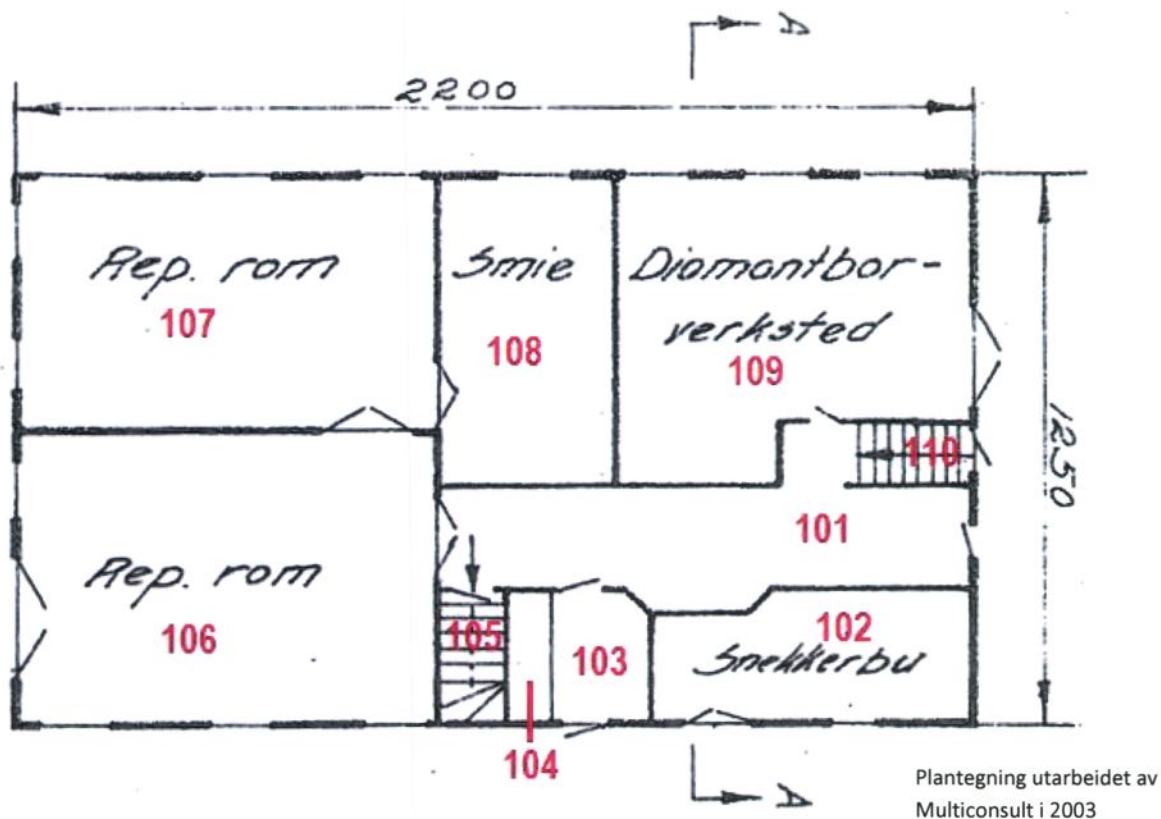 A
2200
Rep. rom
107
Smie
108
Diamantbor-
verksted
109
110
1250
101
Rep. rom
106
105
103
102
Snekkerbu
104
A
Plantegning utarbeidet av
Multiconsult i 2003